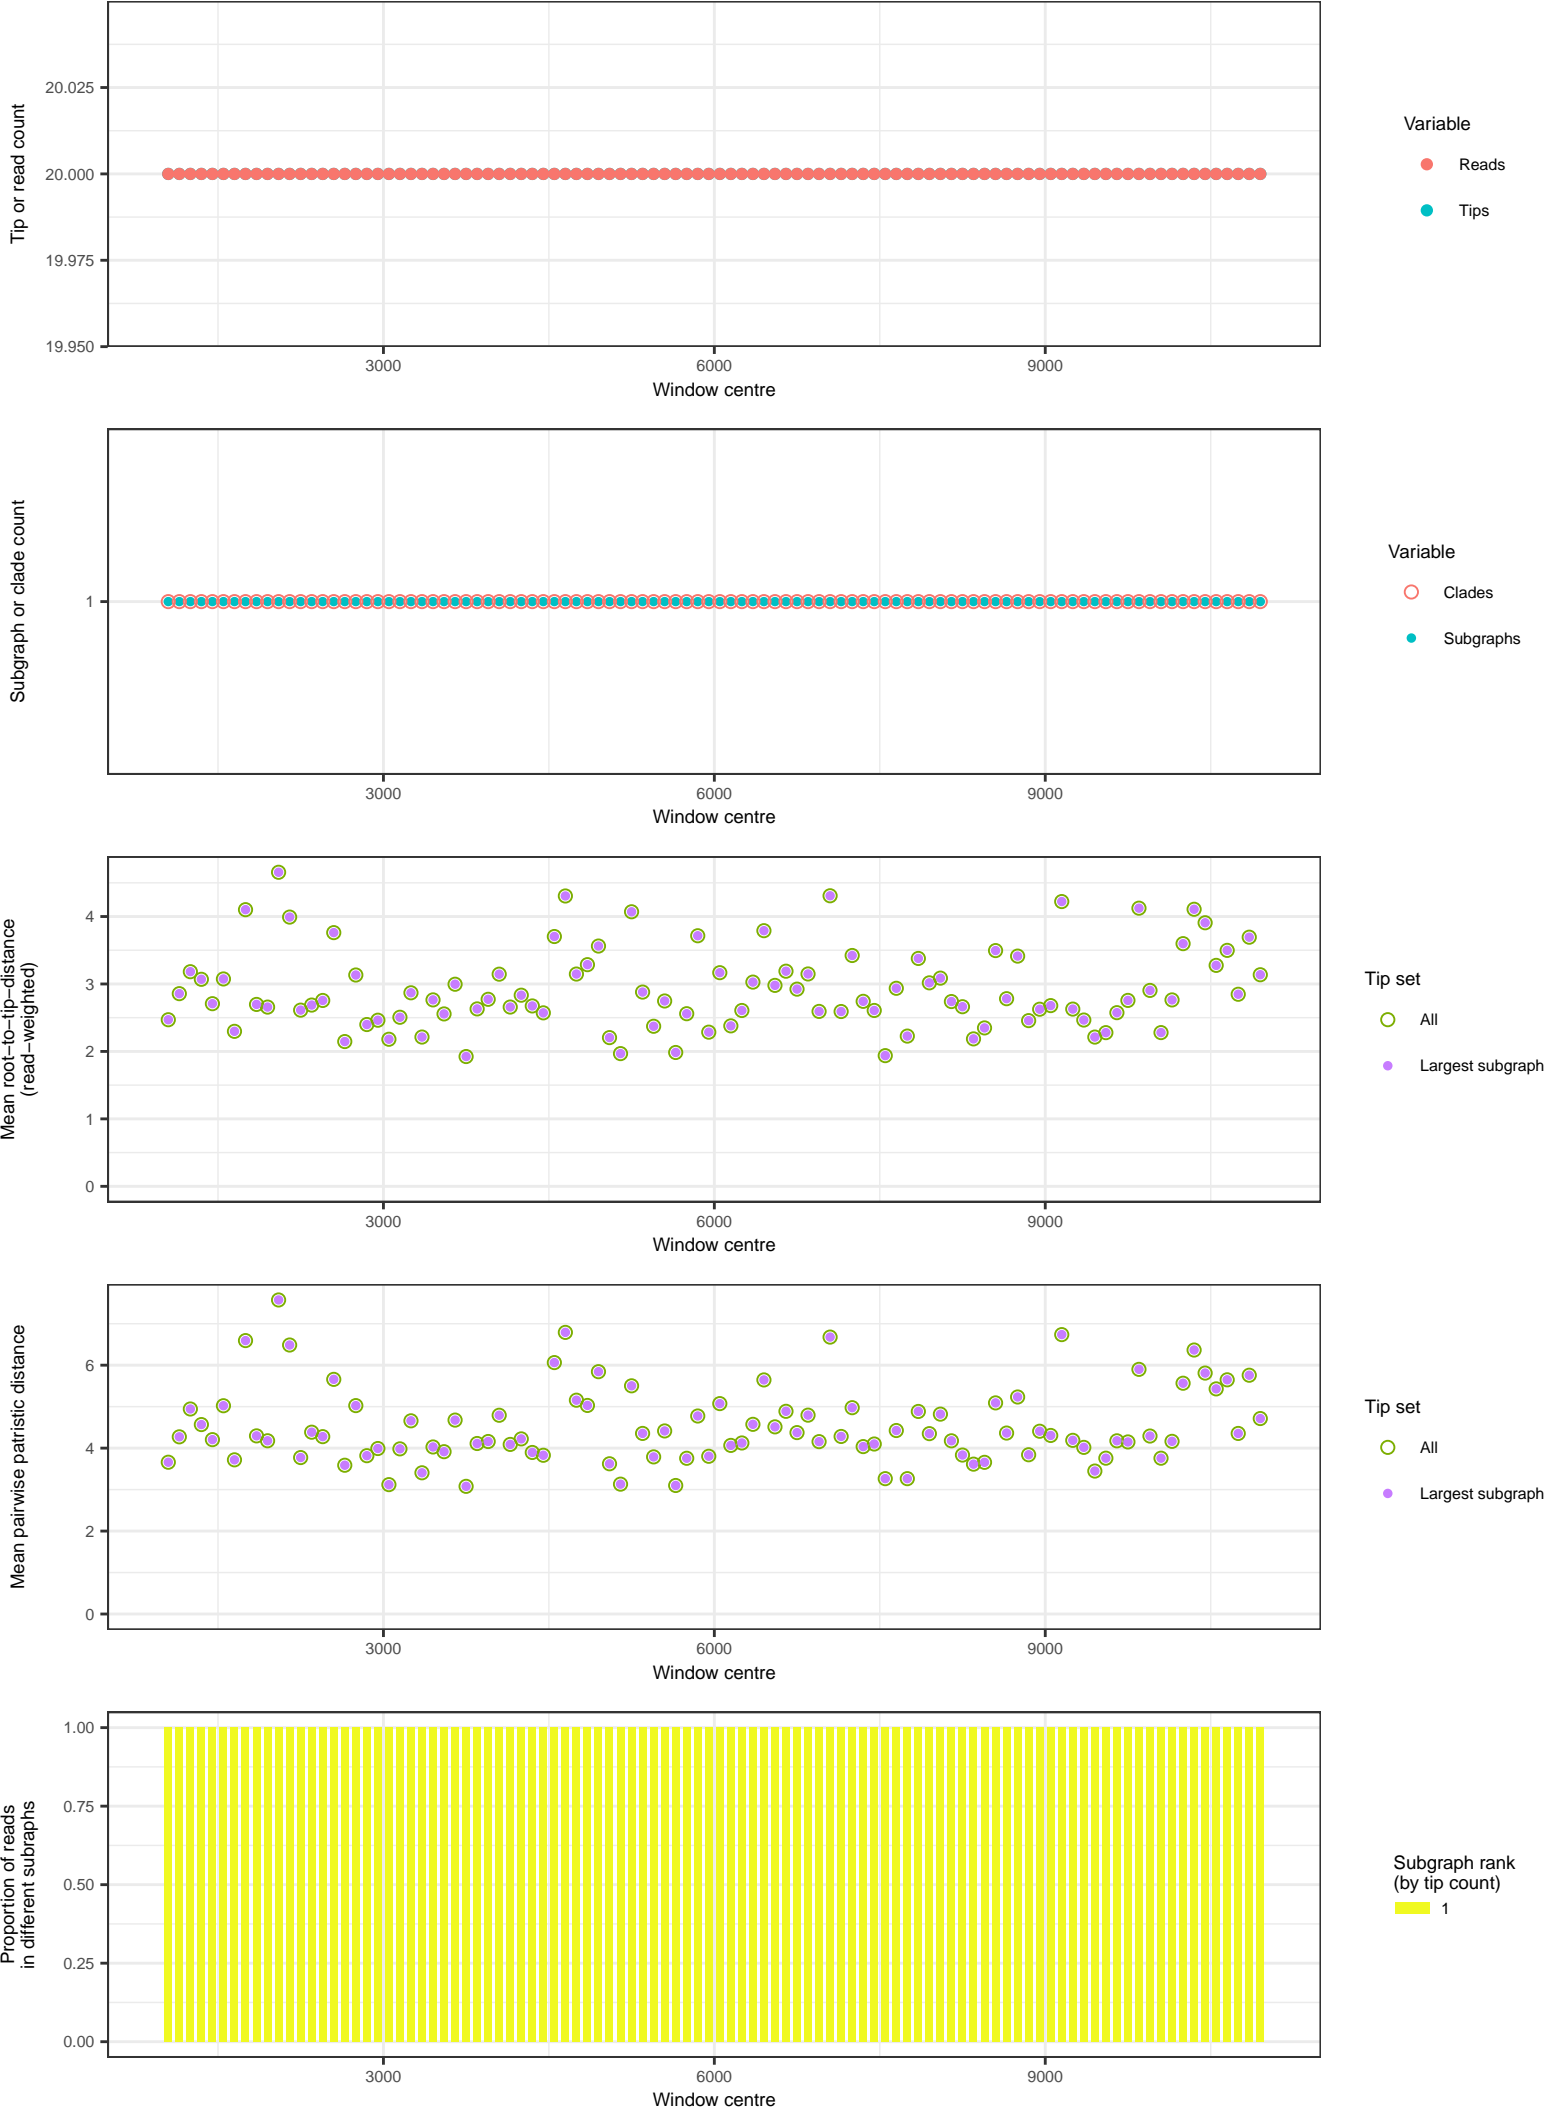 20.025
20.000
19.975
19.950
Tip or read count
3000 6000 9000
Window centre
Variable
Reads
Tips
1
Subgraph or clade count
3000 6000 9000
Window centre
Variable
Clades
Subgraphs
4
3
2
1
0
Mean root−to−tip−distance
(read−weighted)
3000 6000 9000
Window centre
Tip set
All
Largest subgraph
6
4
2
0
Mean pairwise patristic distance
3000 6000 9000
Window centre
Tip set
All
Largest subgraph
1.00
0.75
0.50
0.25
0.00
Proportion of reads
in different subraphs
3000 6000 9000
Window centre
Subgraph rank
(by tip count)
1